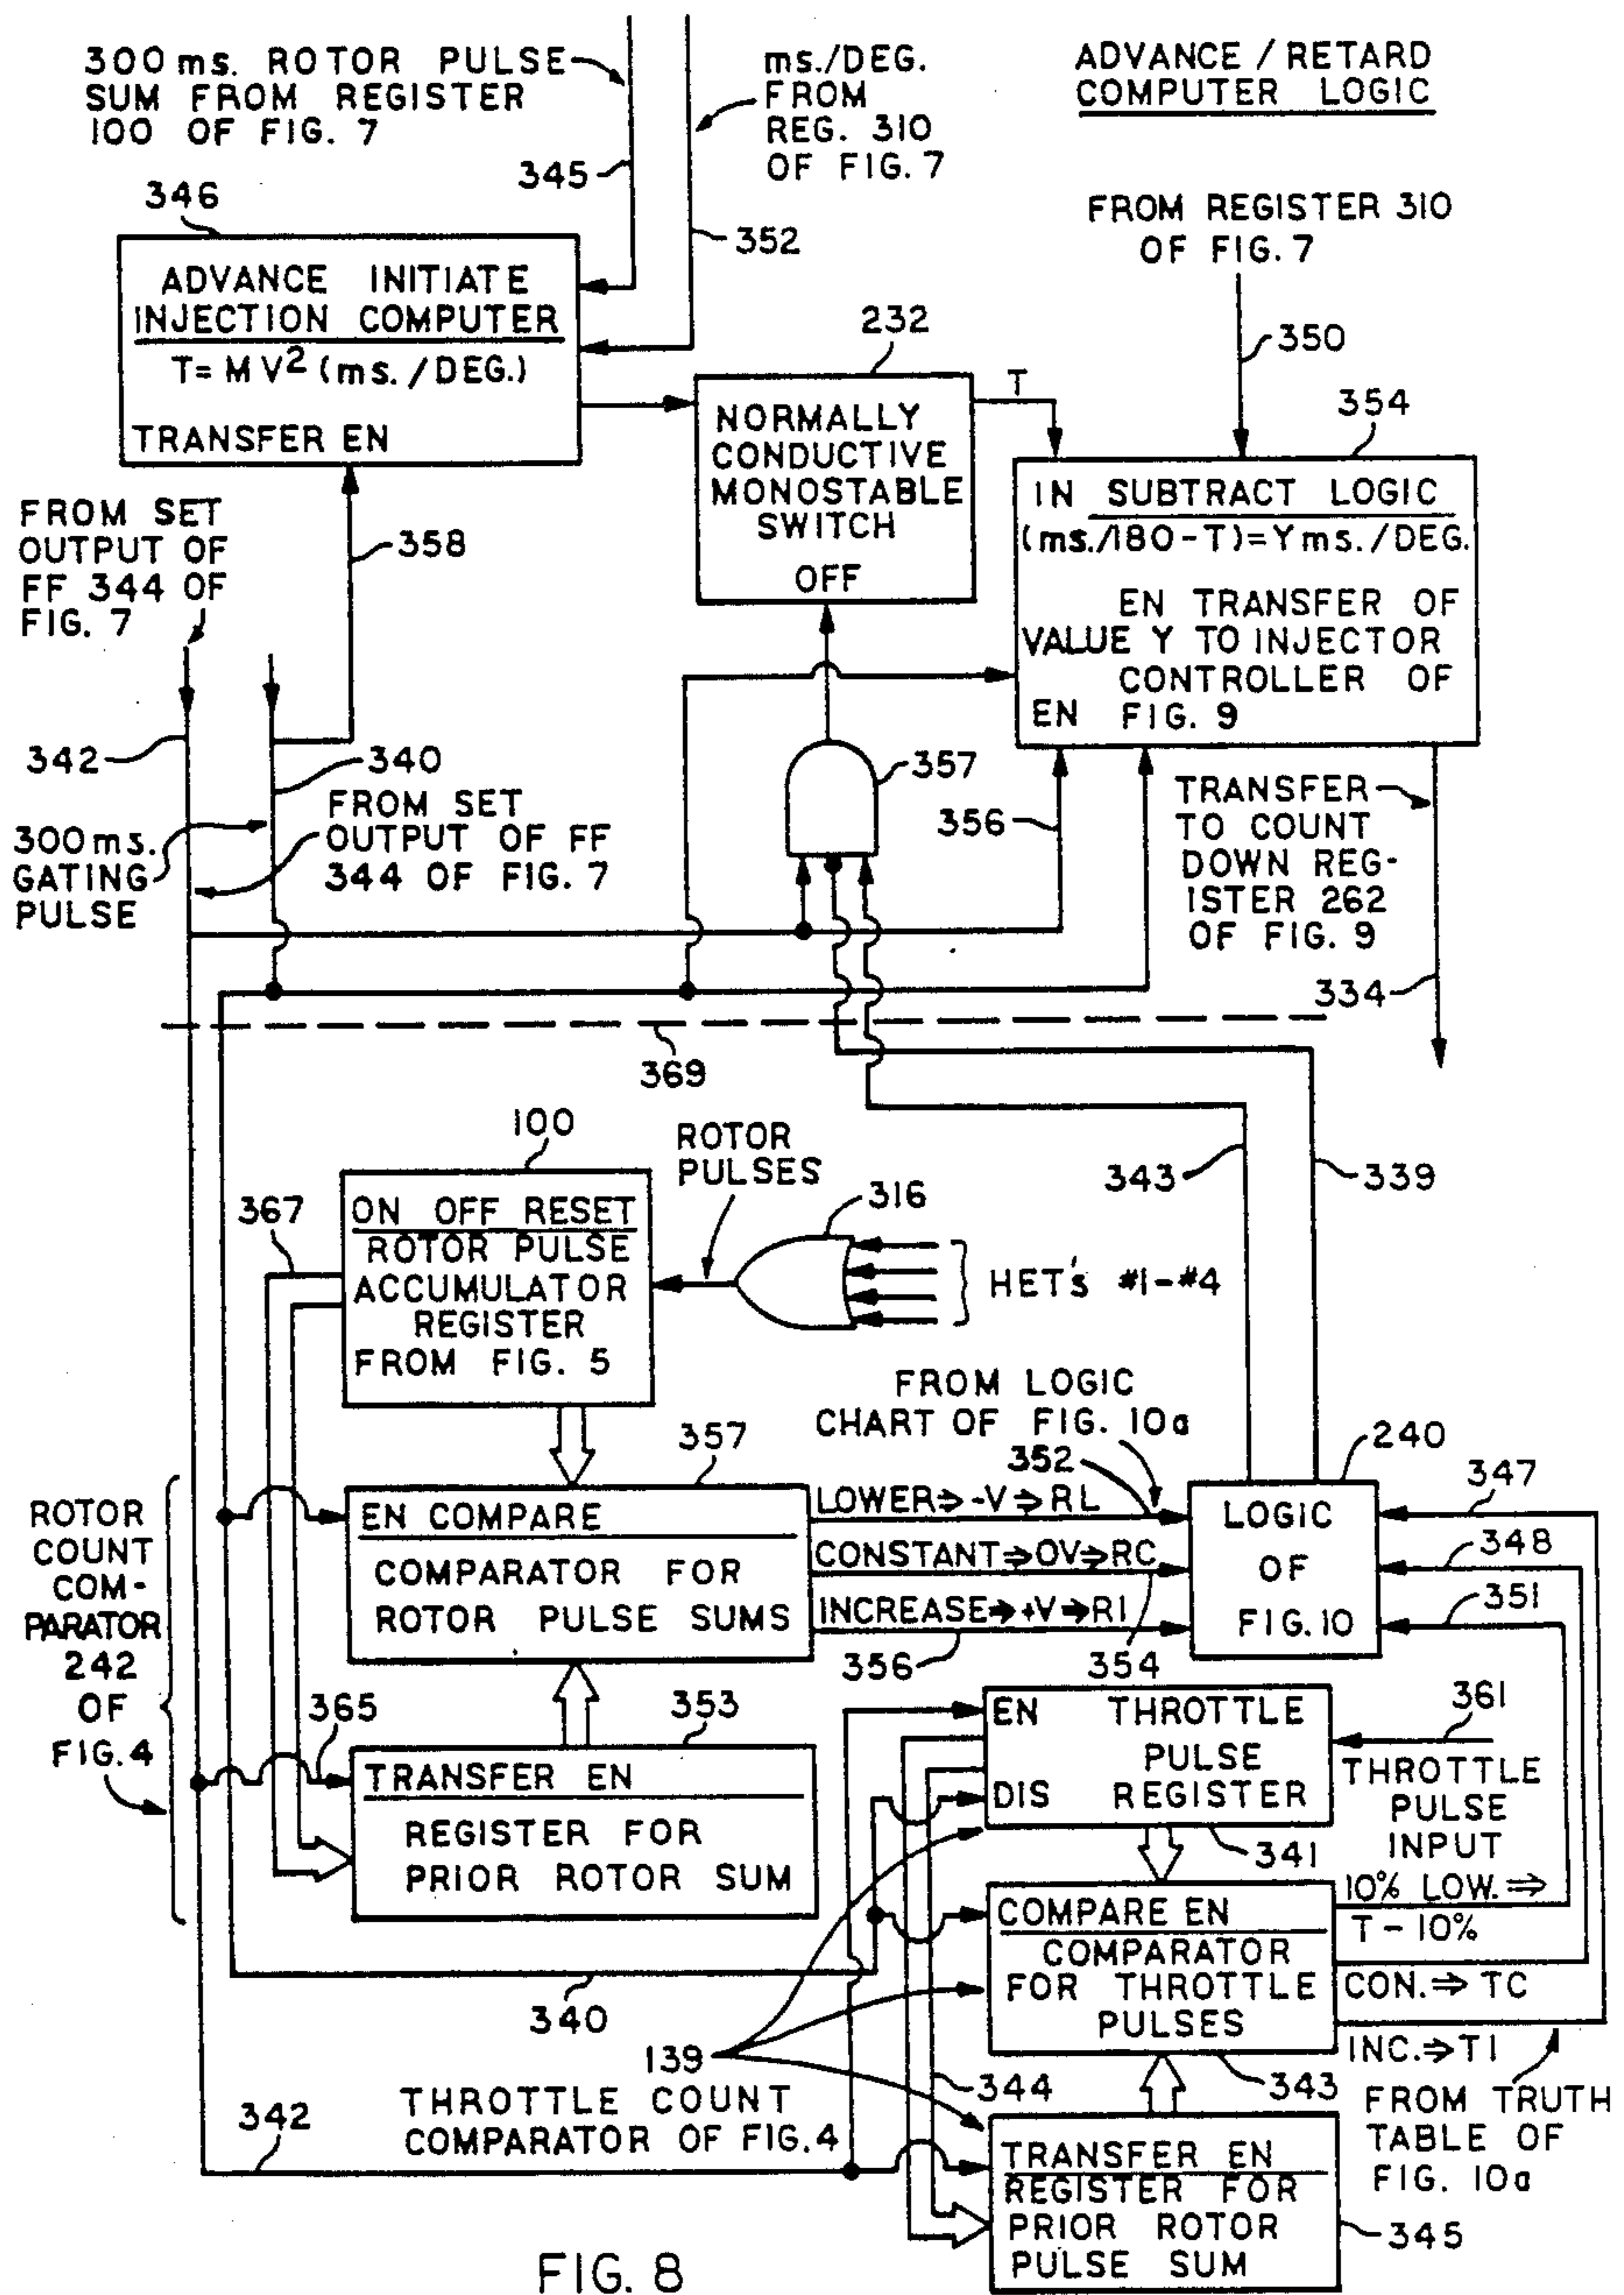 300 ms. ROTOR PULSE
SUM FROM REGISTER
100 OF FIG. 7
345
ms./DEG.
FROM
REG. 310
OF FIG. 7
352
ADVANCE / RETARD
COMPUTER LOGIC
346
ADVANCE INITIATE
INJECTION COMPUTER
T= MV² (ms./DEG.)
TRANSFER EN
FROM REGISTER 310
OF FIG. 7
350
232
NORMALLY
CONDUCTIVE
MONOSTABLE
SWITCH
OFF
T
354
IN SUBTRACT LOGIC
(ms./180-T)=Yms./DEG.
EN TRANSFER OF
VALUE Y TO INJECTOR
CONTROLLER OF
EN FIG. 9
FROM SET
OUTPUT OF
FF 344 OF
FIG. 7
358
342
340
300 ms.
GATING
PULSE
FROM SET
OUTPUT OF FF
344 OF FIG. 7
357
356
TRANSFER
TO COUNT
DOWN REG-
ISTER 262
OF FIG. 9
334
369
100
ON OFF RESET
ROTOR PULSE
ACCUMULATOR
REGISTER
FROM FIG. 5
367
ROTOR
PULSES
316
HET's #1-#4
343
339
FROM LOGIC
CHART OF FIG. 10a
357
EN COMPARE
COMPARATOR FOR
ROTOR PULSE SUMS
LOWER⇒-V⇒RL
352
CONSTANT⇒OV⇒RC
INCREASE⇒+V⇒RI
356
354
240
LOGIC
OF
FIG. 10
347
348
351
ROTOR
COUNT
COM-
PARATOR
242
OF
FIG. 4
365
353
TRANSFER EN
REGISTER FOR
PRIOR ROTOR SUM
EN THROTTLE
PULSE
DIS REGISTER
361
THROTTLE
PULSE
INPUT
341
COMPARE EN
COMPARATOR
FOR THROTTLE
PULSES
10% LOW. ⇒
T - 10%
CON. ⇒ TC
INC.⇒TI
340
139
THROTTLE COUNT
COMPARATOR OF FIG. 4
344
343
FROM TRUTH
TABLE OF
FIG. 10a
342
TRANSFER EN
REGISTER FOR
PRIOR ROTOR
PULSE SUM
345
FIG. 8